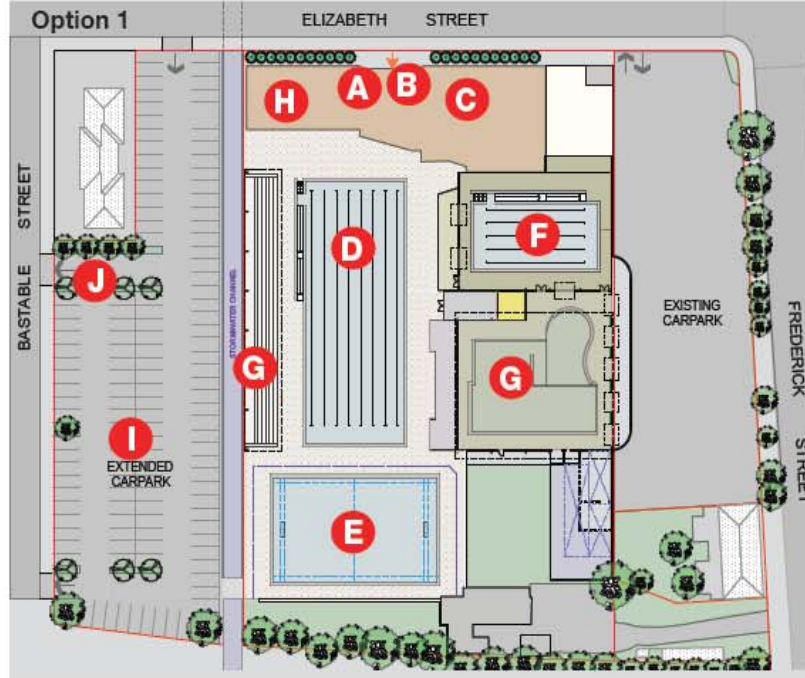 Option 1
ELIZABETH STREET
H
A
B
C
BASTABLE STREET
D
F
J
STORMWATER CHANNEL
EXISTING
CARPARK
FREDERICK STREET
G
G
I
EXTENDED
CARPARK
E